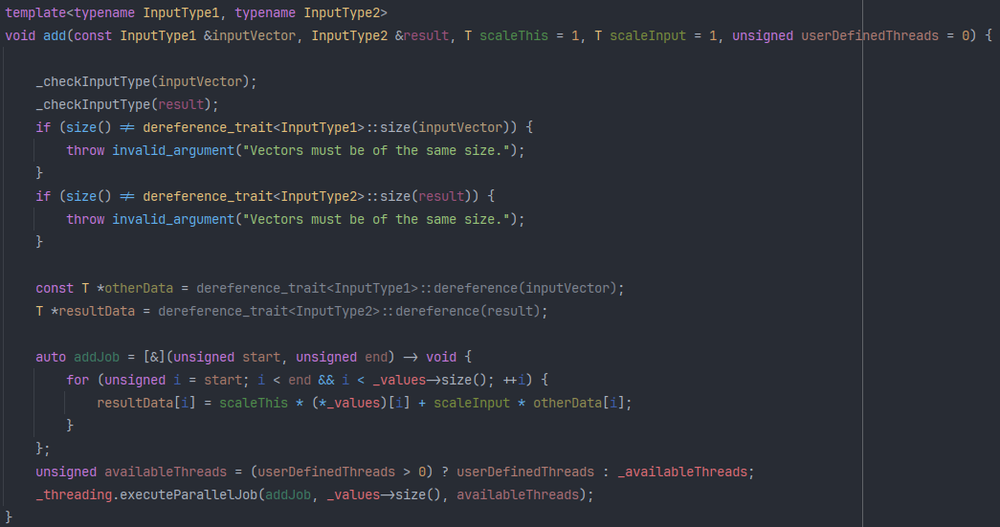 template<typename InputType1, typename InputType2>
void add(const InputType1 &inputVector, InputType2 &result, T scaleThis = 1, T scaleInput = 1, unsigned userDefinedThreads = 0) {
_checkInputType(inputVector);
_checkInputType(result);
if (size() ≠ dereference_trait<InputType1>::size(inputVector)) {
throw invalid_argument("Vectors must be of the same size.");
}
if (size() ≠ dereference_trait<InputType2>::size(result)) {
throw invalid_argument("Vectors must be of the same size.");
}
const T *otherData = dereference_trait<InputType1>::dereference(inputVector);
T *resultData = dereference_trait<InputType2>::dereference(result);
auto addJob = [&](unsigned start, unsigned end) → void {
for (unsigned i = start; i < end && i < _values→size(); ++i) {
resultData[i] = scaleThis * (*_values)[i] + scaleInput * otherData[i];
}
};
unsigned availableThreads = (userDefinedThreads > 0) ? userDefinedThreads : _availableThreads;
_threading.executeParallelJob(addJob, _values→size(), availableThreads);
}